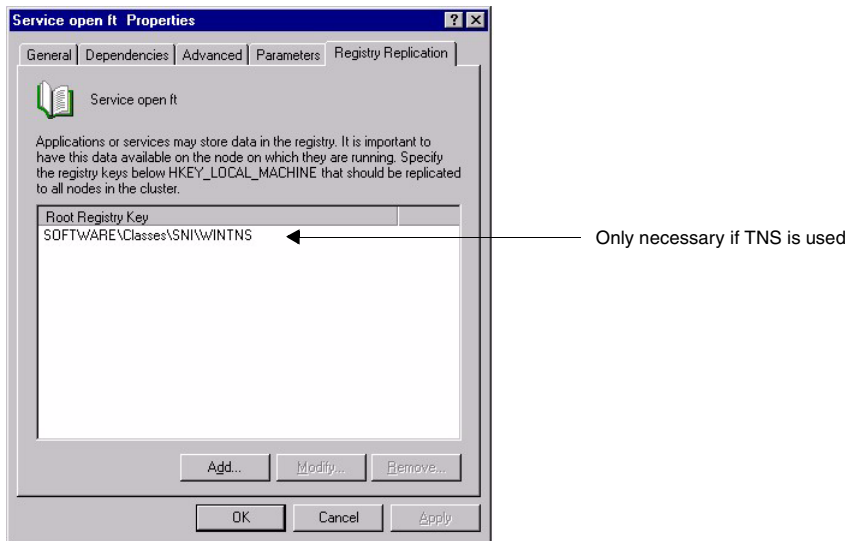 Service open ft Properties
General Dependencies Advanced Parameters Registry Replication
Service open ft
Applications or services may store data in the registry. It is important to
have this data available on the node on which they are running. Specify
the registry keys below HKEY_LOCAL_MACHINE that should be replicated
to all nodes in the cluster.
Root Registry Key
SOFTWARE\Classes\SNI\WINTNS
Only necessary if TNS is used
Add... Modify... Remove...
OK Cancel Apply